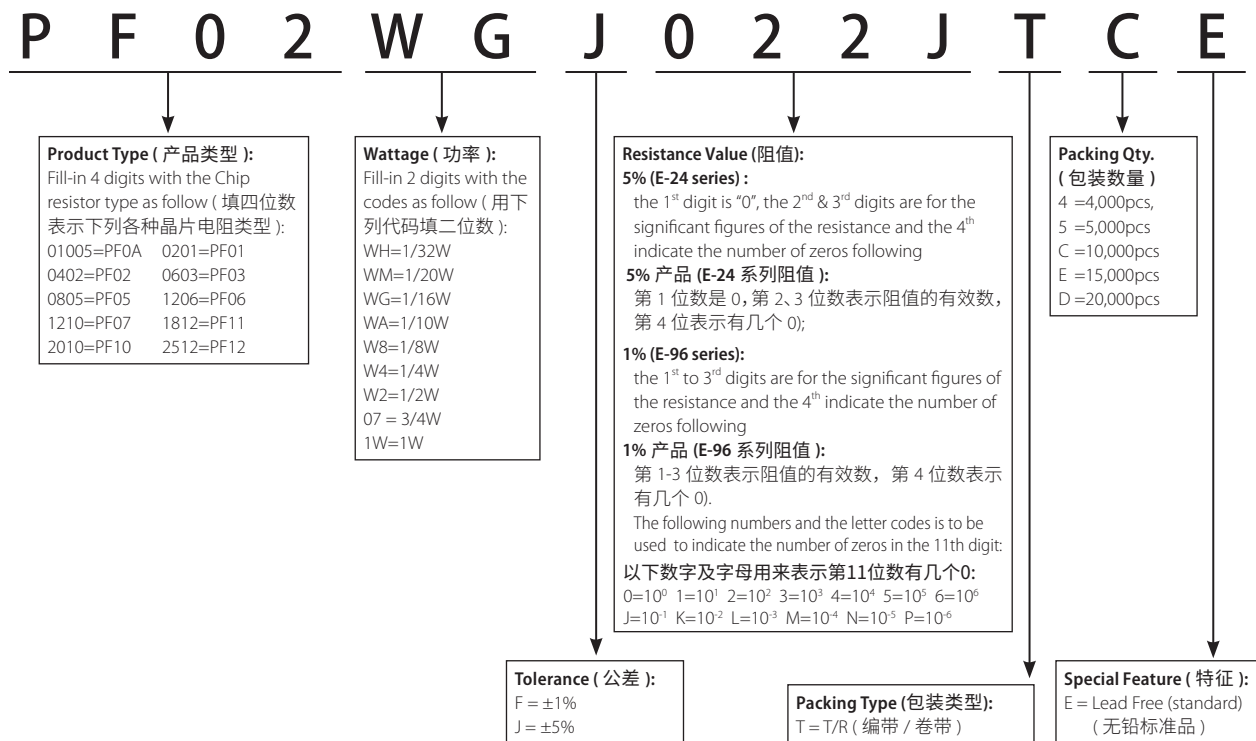 P F 0 2 W G J 0 2 2 J T C E
Product Type ( 产品类型 ):
Fill-in 4 digits with the Chip
resistor type as follow ( 填四位数
表示下列各种晶片电阻类型 ):
01005=PF0A 0201=PF01
0402=PF02 0603=PF03
0805=PF05 1206=PF06
1210=PF07 1812=PF11
2010=PF10 2512=PF12
Wattage ( 功率 ):
Fill-in 2 digits with the
codes as follow ( 用下
列代码填二位数 ):
WH=1/32W
WM=1/20W
WG=1/16W
WA=1/10W
W8=1/8W
W4=1/4W
W2=1/2W
07 = 3/4W
1W=1W
Resistance Value (阻值):
5% (E-24 series) :
the 1st digit is “0”, the 2nd & 3rd digits are for the
significant figures of the resistance and the 4th
indicate the number of zeros following
5% 产品 (E-24 系列阻值 ):
第 1 位数是 0，第 2、3 位数表示阻值的有效数，
第 4 位表示有几个 0);
1% (E-96 series):
the 1st to 3rd digits are for the significant figures of
the resistance and the 4th indicate the number of
zeros following
1% 产品 (E-96 系列阻值 ):
第 1-3 位数表示阻值的有效数，第 4 位数表示
有几个 0).
The following numbers and the letter codes is to be
used to indicate the number of zeros in the 11th digit:
以下数字及字母用来表示第11位数有几个0:
0=10⁰ 1=10¹ 2=10² 3=10³ 4=10⁴ 5=10⁵ 6=10⁶
J=10⁻¹ K=10⁻² L=10⁻³ M=10⁻⁴ N=10⁻⁵ P=10⁻⁶
Packing Qty.
( 包装数量 )
4 =4,000pcs,
5 =5,000pcs
C =10,000pcs
E =15,000pcs
D =20,000pcs
Tolerance ( 公差 ):
F = ±1%
J = ±5%
Packing Type (包装类型):
T = T/R ( 编带 / 卷带 )
Special Feature ( 特征 ):
E = Lead Free (standard)
( 无铅标准品 )